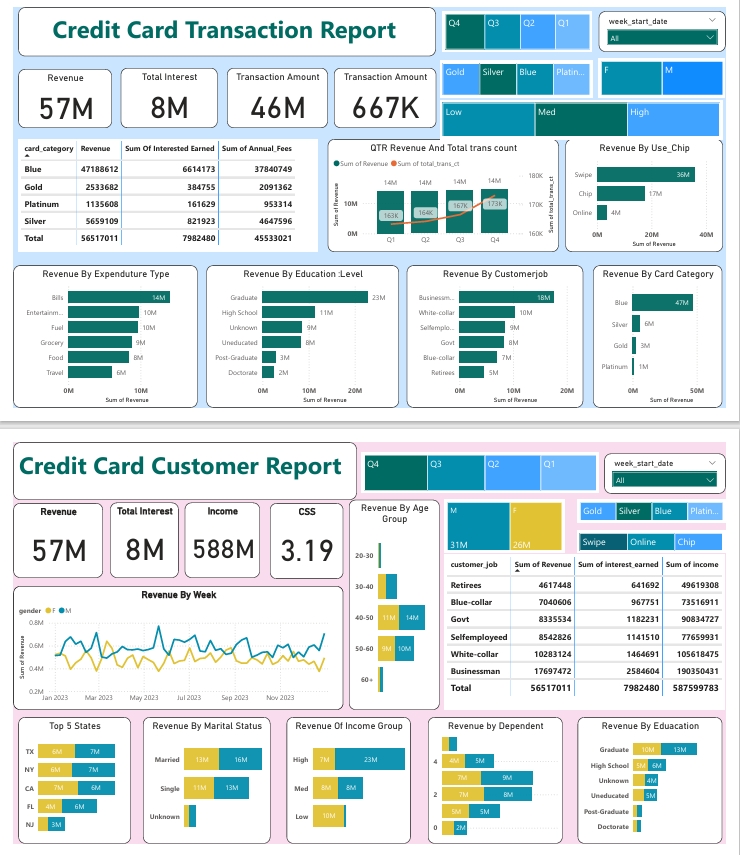 Credit Card Transaction Report
Q4 Q3 Q2 Q1
week_start_date
All
Revenue
57M
Total Interest
8M
Transaction Amount
46M
Transaction Amount
667K
Gold Silver Blue Platin...
F M
Low Med High
card_category Revenue Sum Of Interested Earned Sum of Annual_Fees
Blue 47188612 6614173 37840749
Gold 2533682 384755 2091362
Platinum 1135608 161629 953314
Silver 5659109 821923 4647596
Total 56517011 7982480 45533021
QTR Revenue And Total trans count
Sum of Revenue Sum of total_trans_ct
Sum of Revenue
10M
0M
14M 14M 14M 14M
163K 164K 167K 173K
Q1 Q2 Q3 Q4
180K
170K
160K
Sum of total_trans_ct
Revenue By Use_Chip
Swipe 36M
Chip 17M
Online 4M
0M 20M 40M
Sum of Revenue
Revenue By Expenduture Type
Bills 14M
Entertainm... 10M
Fuel 10M
Grocery 9M
Food 8M
Travel 6M
0M 10M
Sum of Revenue
Revenue By Education :Level
Graduate 23M
High School 11M
Unknown 9M
Uneducated 8M
Post-Graduate 3M
Doctorate 2M
0M 10M 20M
Sum of Revenue
Revenue By Customerjob
Businessm... 18M
White-collar 10M
Selfemplo... 9M
Govt 8M
Blue-collar 7M
Retirees 5M
0M 10M 20M
Sum of Revenue
Revenue By Card Category
Blue 47M
Silver 6M
Gold 3M
Platinum 1M
0M 50M
Sum of Revenue
Credit Card Customer Report
Q4 Q3 Q2 Q1
week_start_date
All
Revenue
57M
Total Interest
8M
Income
588M
CSS
3.19
Revenue By Age
Group
20-30
30-40
40-50 11M 14M
50-60 9M 10M
60+
M F
31M 26M
Gold Silver Blue Platin...
Swipe Online Chip
customer_job Sum of Revenue Sum of interest_earned Sum of income
Retirees 4617448 641692 49619308
Blue-collar 7040606 967751 73516911
Govt 8335534 1182231 90834727
Selfemployeed 8542826 1141510 77659931
White-collar 10283124 1464691 105618475
Businessman 17697472 2584604 190350431
Total 56517011 7982480 587599783
Revenue By Week
gender F M
Sum of Revenue
0.8M
0.6M
0.4M
0.2M
Jan 2023 Mar 2023 May 2023 Jul 2023 Sep 2023 Nov 2023
Top 5 States
TX 6M 7M
NY 6M 7M
CA 7M 6M
FL 4M 6M
NJ 3M
Revenue By Marital Status
Married 13M 16M
Single 11M 13M
Unknown
Revenue Of Income Group
High 7M 23M
Med 8M 8M
Low 10M
Revenue by Dependent
4 4M 5M
7M 9M
2 7M 8M
5M 5M
0 2M
Revenue By Eduacation
Graduate 10M 13M
High School 5M 6M
Unknown 4M
Uneducated 5M
Post-Graduate
Doctorate